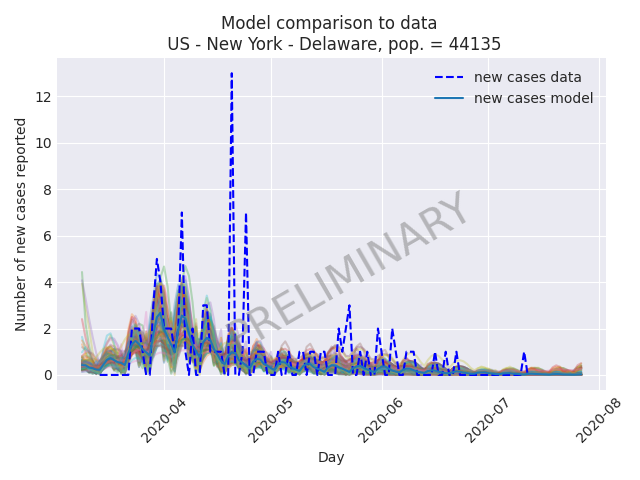 Model comparison to data
US - New York - Delaware, pop. = 44135
new cases data
new cases model
PRELIMINARY
Number of new cases reported
12
10
8
6
4
2
0
2020-04
2020-05
2020-06
2020-07
2020-08
Day